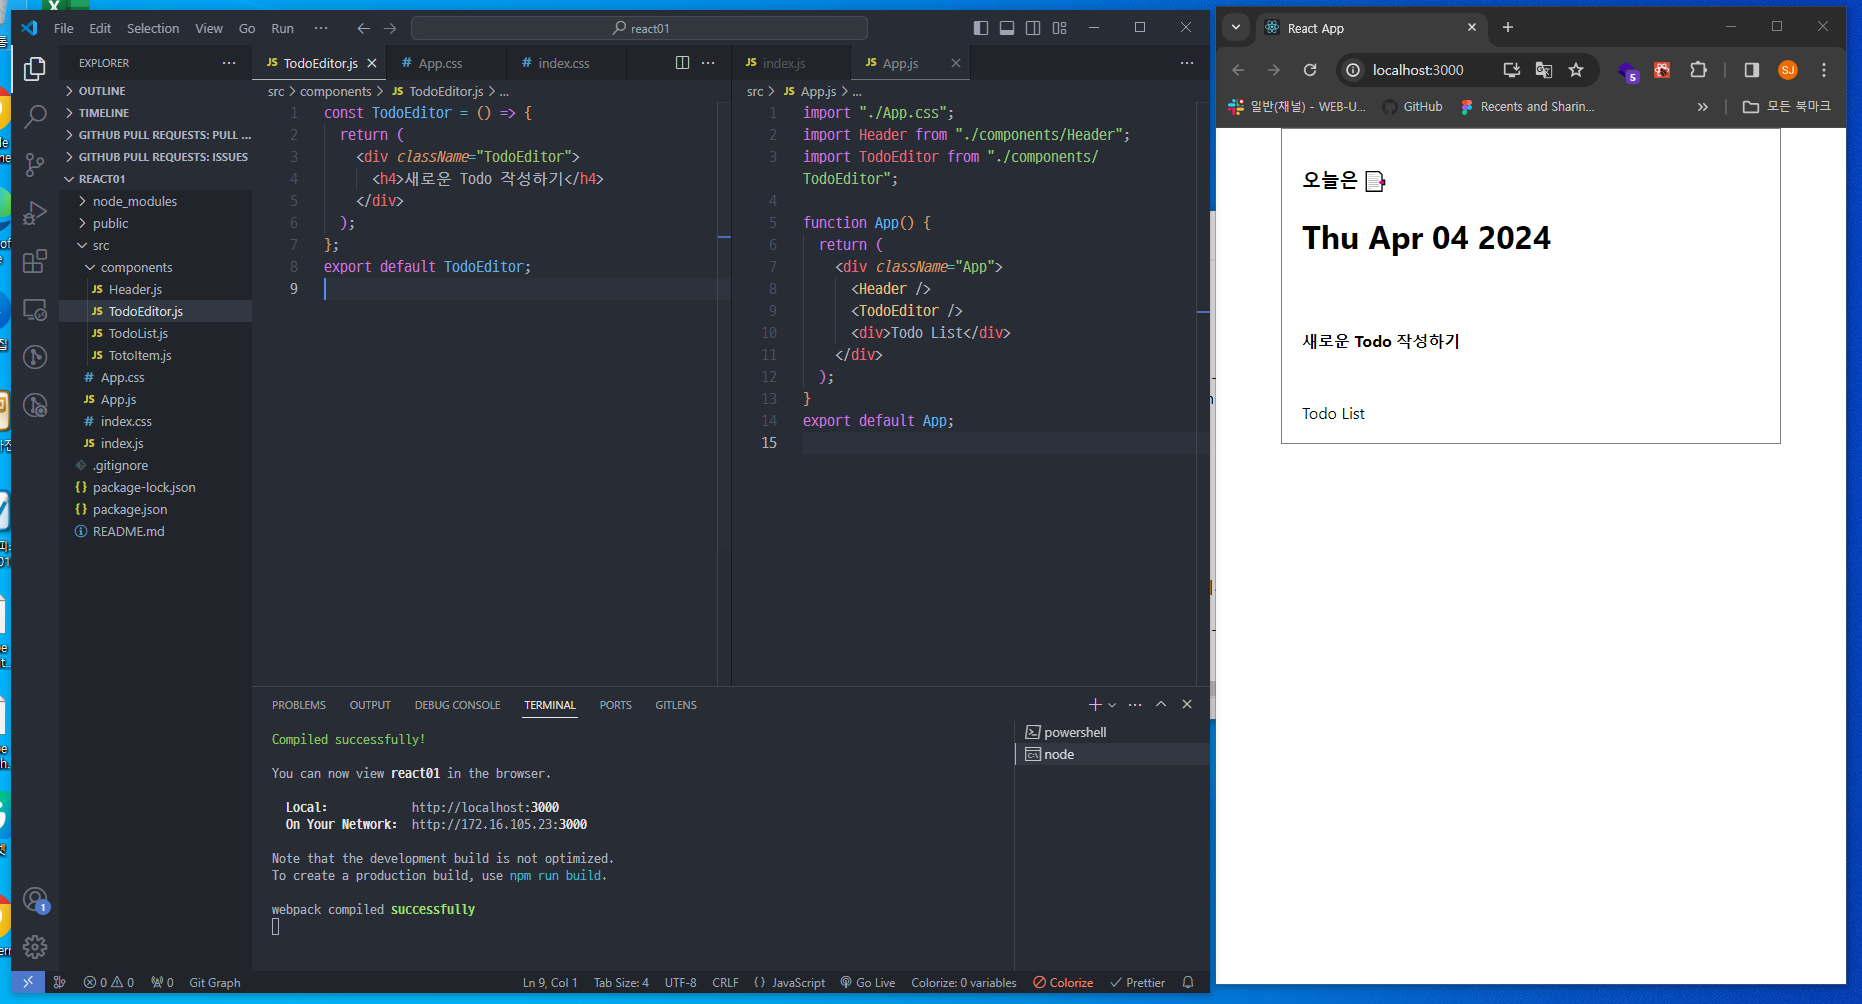 File Edit Selection View Go Run ··· react01
EXPLORER ···
OUTLINE
TIMELINE
GITHUB PULL REQUESTS: PULL ...
GITHUB PULL REQUESTS: ISSUES
REACT01
node_modules
public
src
components
JS Header.js
JS TodoEditor.js
JS TodoList.js
JS TotoItem.js
# App.css
JS App.js
# index.css
JS index.js
.gitignore
{} package-lock.json
{} package.json
README.md
JS TodoEditor.js # App.css # index.css ···
src > components > JS TodoEditor.js > ...
1 const TodoEditor = () => {
2 return (
3 <div className="TodoEditor">
4 <h4>새로운 Todo 작성하기</h4>
5 </div>
6 );
7 };
8 export default TodoEditor;
9
JS index.js JS App.js ···
src > JS App.js > ...
1 import "./App.css";
2 import Header from "./components/Header";
3 import TodoEditor from "./components/
TodoEditor";
4
5 function App() {
6 return (
7 <div className="App">
8 <Header />
9 <TodoEditor />
10 <div>Todo List</div>
11 </div>
12 );
13 }
14 export default App;
15
PROBLEMS OUTPUT DEBUG CONSOLE TERMINAL PORTS GITLENS
Compiled successfully!
You can now view react01 in the browser.
Local: http://localhost:3000
On Your Network: http://172.16.105.23:3000
Note that the development build is not optimized.
To create a production build, use npm run build.
webpack compiled successfully
powershell
node
1
0 0 0 Git Graph Ln 9, Col 1 Tab Size: 4 UTF-8 CRLF {} JavaScript Go Live Colorize: 0 variables Colorize Prettier
React App
localhost:3000 5 SJ
일반(채널) - WEB-U... GitHub Recents and Sharin... » 모든 북마크
오늘은
Thu Apr 04 2024
새로운 Todo 작성하기
Todo List